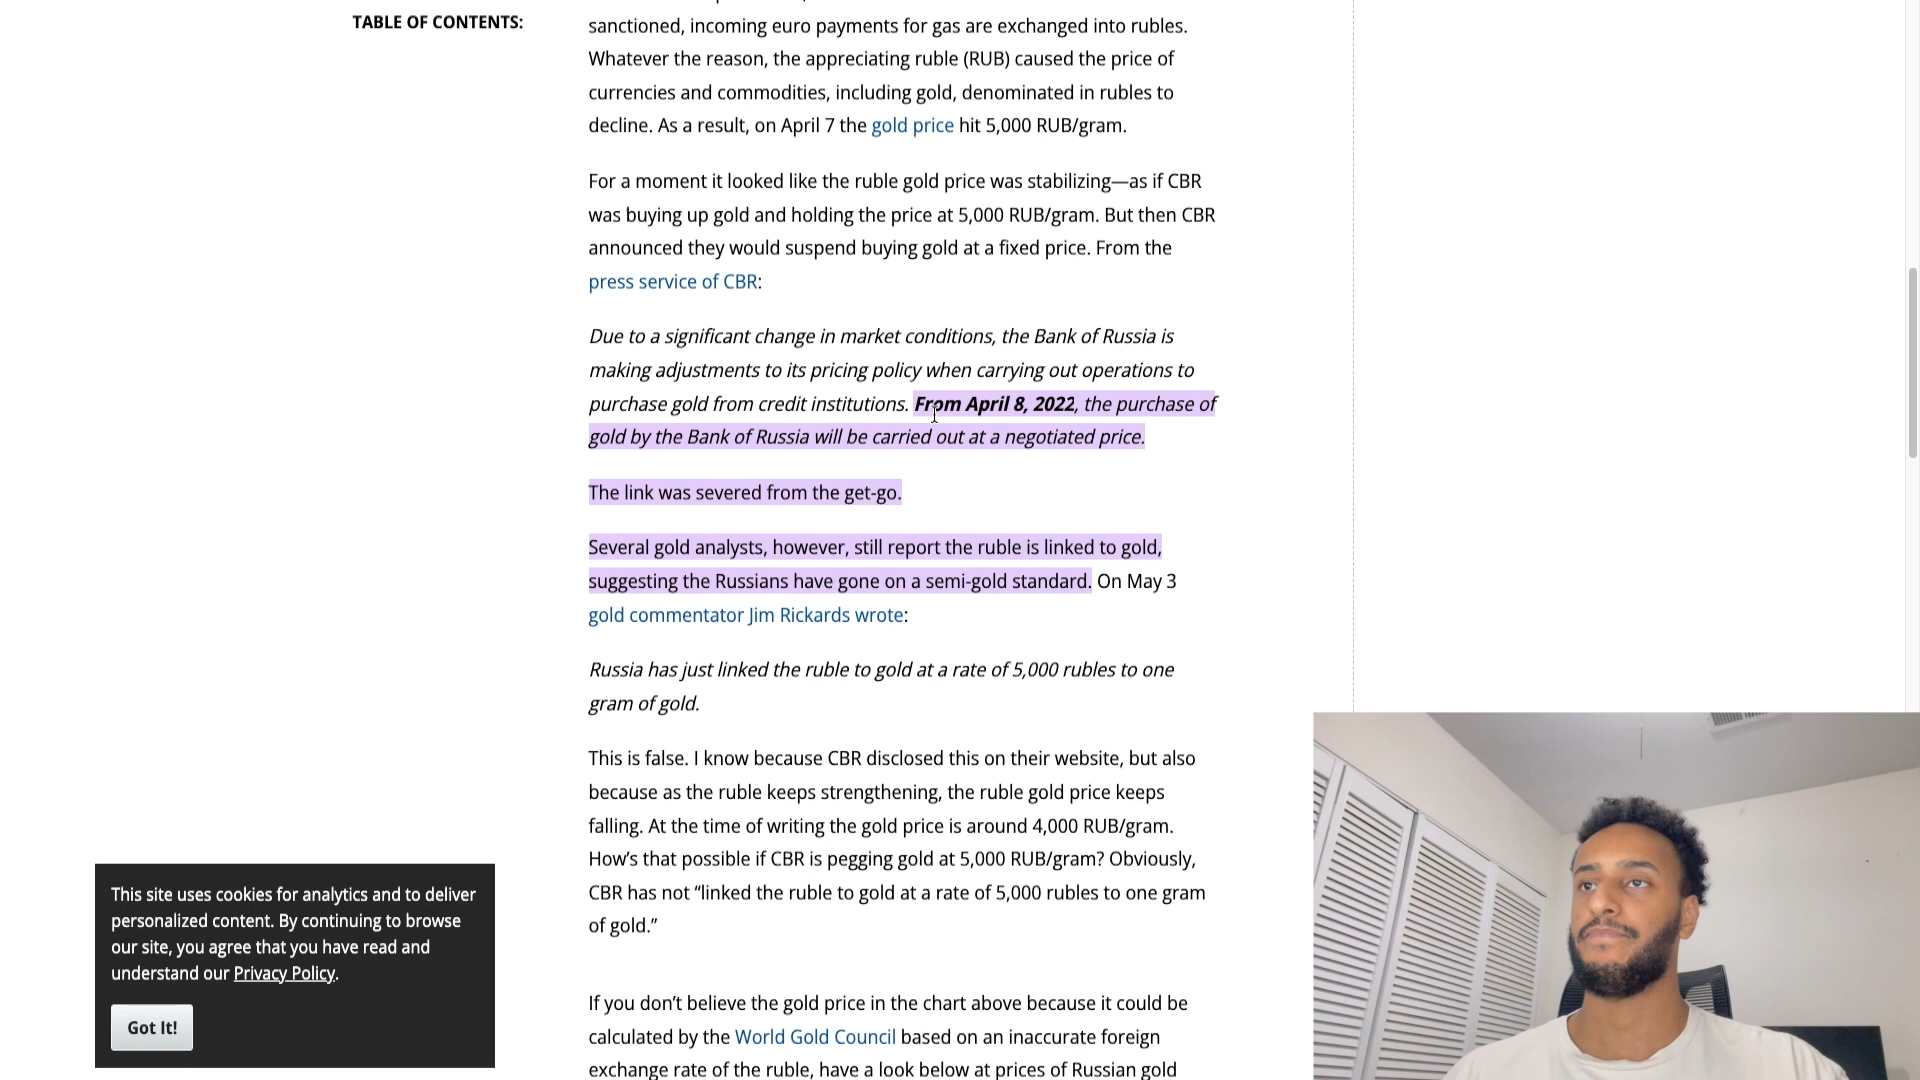 TABLE OF CONTENTS:
sanctioned, incoming euro payments for gas are exchanged into rubles.
Whatever the reason, the appreciating ruble (RUB) caused the price of
currencies and commodities, including gold, denominated in rubles to
decline. As a result, on April 7 the gold price hit 5,000 RUB/gram.
For a moment it looked like the ruble gold price was stabilizing—as if CBR
was buying up gold and holding the price at 5,000 RUB/gram. But then CBR
announced they would suspend buying gold at a fixed price. From the
press service of CBR:
Due to a significant change in market conditions, the Bank of Russia is
making adjustments to its pricing policy when carrying out operations to
purchase gold from credit institutions. From April 8, 2022, the purchase of
gold by the Bank of Russia will be carried out at a negotiated price.
The link was severed from the get-go.
Several gold analysts, however, still report the ruble is linked to gold,
suggesting the Russians have gone on a semi-gold standard. On May 3
gold commentator Jim Rickards wrote:
Russia has just linked the ruble to gold at a rate of 5,000 rubles to one
gram of gold.
This is false. I know because CBR disclosed this on their website, but also
because as the ruble keeps strengthening, the ruble gold price keeps
falling. At the time of writing the gold price is around 4,000 RUB/gram.
How’s that possible if CBR is pegging gold at 5,000 RUB/gram? Obviously,
CBR has not “linked the ruble to gold at a rate of 5,000 rubles to one gram
of gold.”
If you don’t believe the gold price in the chart above because it could be
calculated by the World Gold Council based on an inaccurate foreign
exchange rate of the ruble, have a look below at prices of Russian gold
This site uses cookies for analytics and to deliver
personalized content. By continuing to browse
our site, you agree that you have read and
understand our Privacy Policy.
Got It!